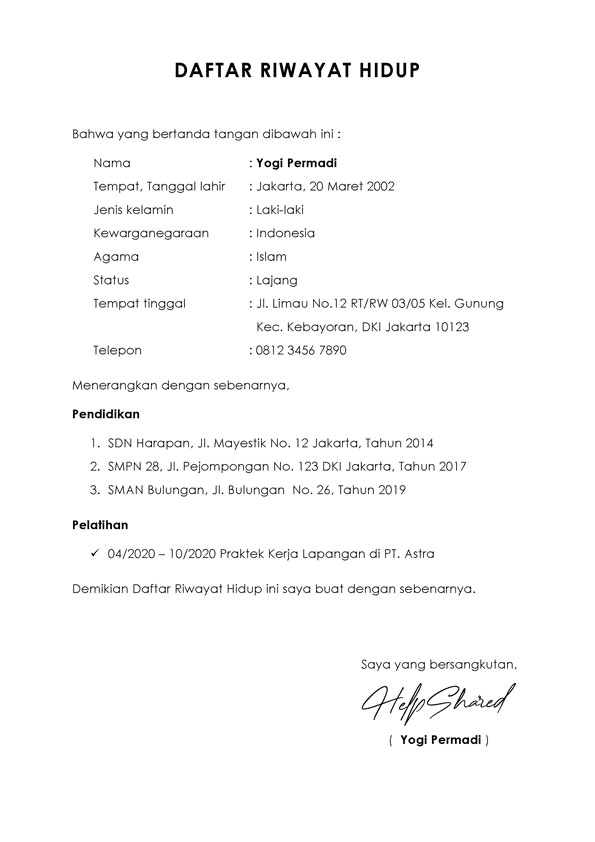 DAFTAR RIWAYAT HIDUP
Bahwa yang bertanda tangan dibawah ini :
Nama : Yogi Permadi
Tempat, Tanggal lahir : Jakarta, 20 Maret 2002
Jenis kelamin : Laki-laki
Kewarganegaraan : Indonesia
Agama : Islam
Status : Lajang
Tempat tinggal : Jl. Limau No.12 RT/RW 03/05 Kel. Gunung
Kec. Kebayoran, DKI Jakarta 10123
Telepon : 0812 3456 7890
Menerangkan dengan sebenarnya,
Pendidikan
1. SDN Harapan, Jl. Mayestik No. 12 Jakarta, Tahun 2014
2. SMPN 28, Jl. Pejompongan No. 123 DKI Jakarta, Tahun 2017
3. SMAN Bulungan, Jl. Bulungan No. 26, Tahun 2019
Pelatihan
✓ 04/2020 – 10/2020 Praktek Kerja Lapangan di PT. Astra
Demikian Daftar Riwayat Hidup ini saya buat dengan sebenarnya.
Saya yang bersangkutan,
HelpShared
( Yogi Permadi )